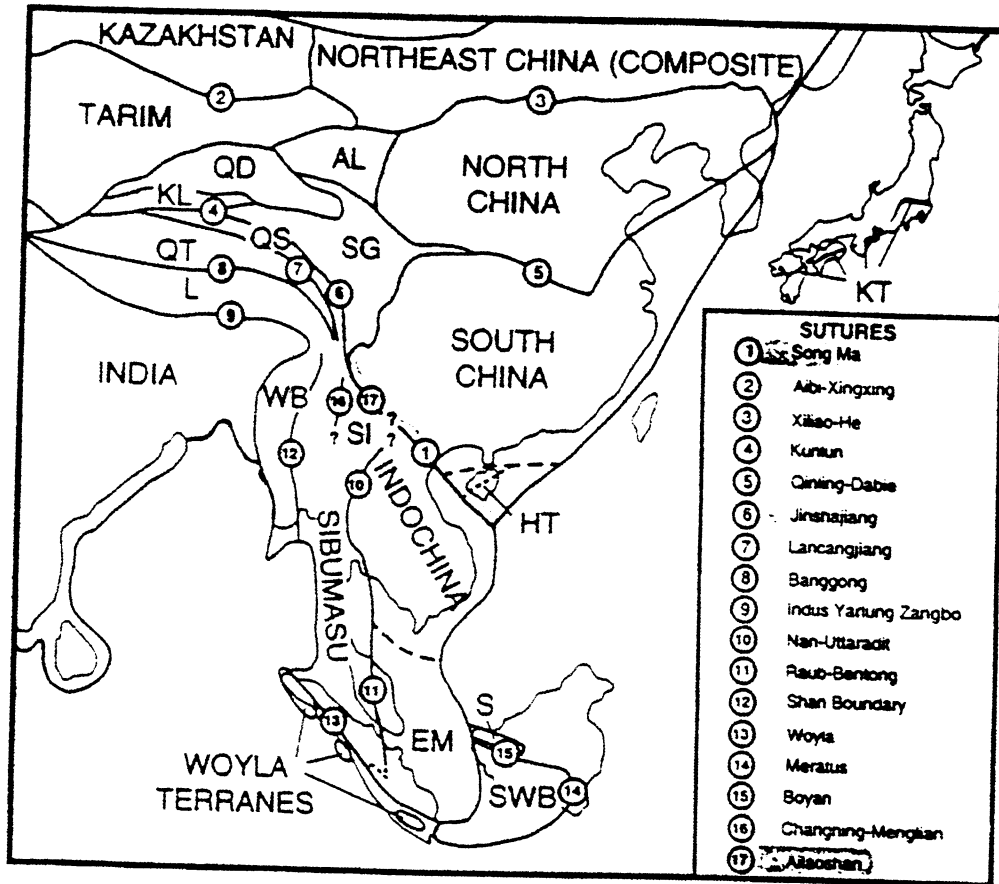 KAZAKHSTAN
NORTHEAST CHINA (COMPOSITE)
2
3
TARIM
QD
AL
NORTH
CHINA
KL
4
QS
SG
QT
7
8
6
5
L
9
KT
INDIA
SOUTH
CHINA
WB
16
17
?
SI
?
?
1
12
10
INDOCHINA
HT
SIBUMASU
11
13
S
EM
15
WOYLA
TERRANES
SWB
14
SUTURES
1 Song Ma
2 Aibi-Xingxing
3 Xiliao-He
4 Kunlun
5 Qinling-Dabie
6 Jinshajiang
7 Lancangjiang
8 Banggong
9 Indus Yarlung Zangbo
10 Nan-Uttaradit
11 Raub-Bentong
12 Shan Boundary
13 Woyla
14 Meratus
15 Boyan
16 Changning-Menglian
17 Ailaoshan